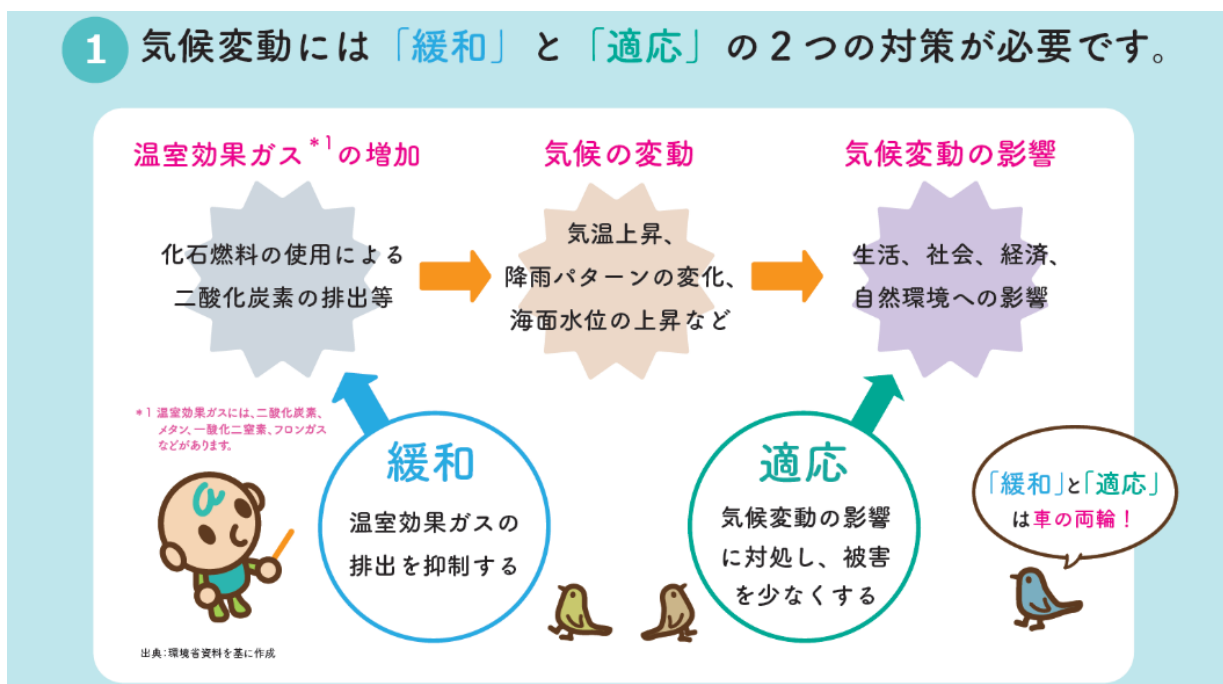 1 気候変動には「緩和」と「適応」の2つの対策が必要です。
温室効果ガス*1の増加
化石燃料の使用による
二酸化炭素の排出等
気候の変動
気温上昇、
降雨パターンの変化、
海面水位の上昇など
気候変動の影響
生活、社会、経済、
自然環境への影響
*1 温室効果ガスには、二酸化炭素、
メタン、一酸化二窒素、フロンガス
などがあります。
緩和
温室効果ガスの
排出を抑制する
適応
気候変動の影響
に対処し、被害
を少なくする
「緩和」と「適応」
は車の両輪！
出典：環境省資料を基に作成